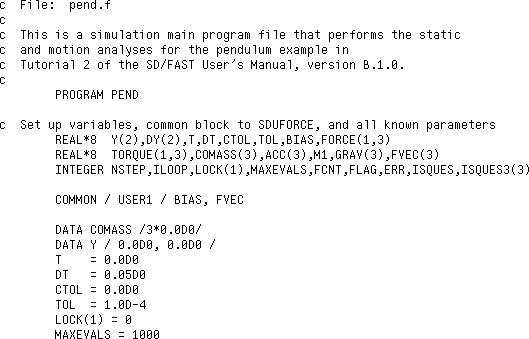 c  File:  pend.f
c
c  This is a simulation main program file that performs the static
c  and motion analyses for the pendulum example in
c  Tutorial 2 of the SD/FAST User's Manual, version B.1.0.
c
       PROGRAM PEND

c  Set up variables, common block to SDUFORCE, and all known parameters
       REAL*8  Y(2),DY(2),T,DT,CTOL,TOL,BIAS,FORCE(1,3)
       REAL*8  TORQUE(1,3),COMASS(3),ACC(3),M1,GRAV(3),FVEC(3)
       INTEGER NSTEP,ILOOP,LOCK(1),MAXEVALS,FCNT,FLAG,ERR,ISQUES,ISQUES3(3)

       COMMON / USER1 / BIAS, FVEC

       DATA COMASS /3*0.0D0/
       DATA Y / 0.0D0, 0.0D0 /
       T    = 0.0D0
       DT   = 0.05D0
       CTOL = 0.0D0
       TOL  = 1.0D-4
       LOCK(1) = 0
       MAXEVALS = 1000